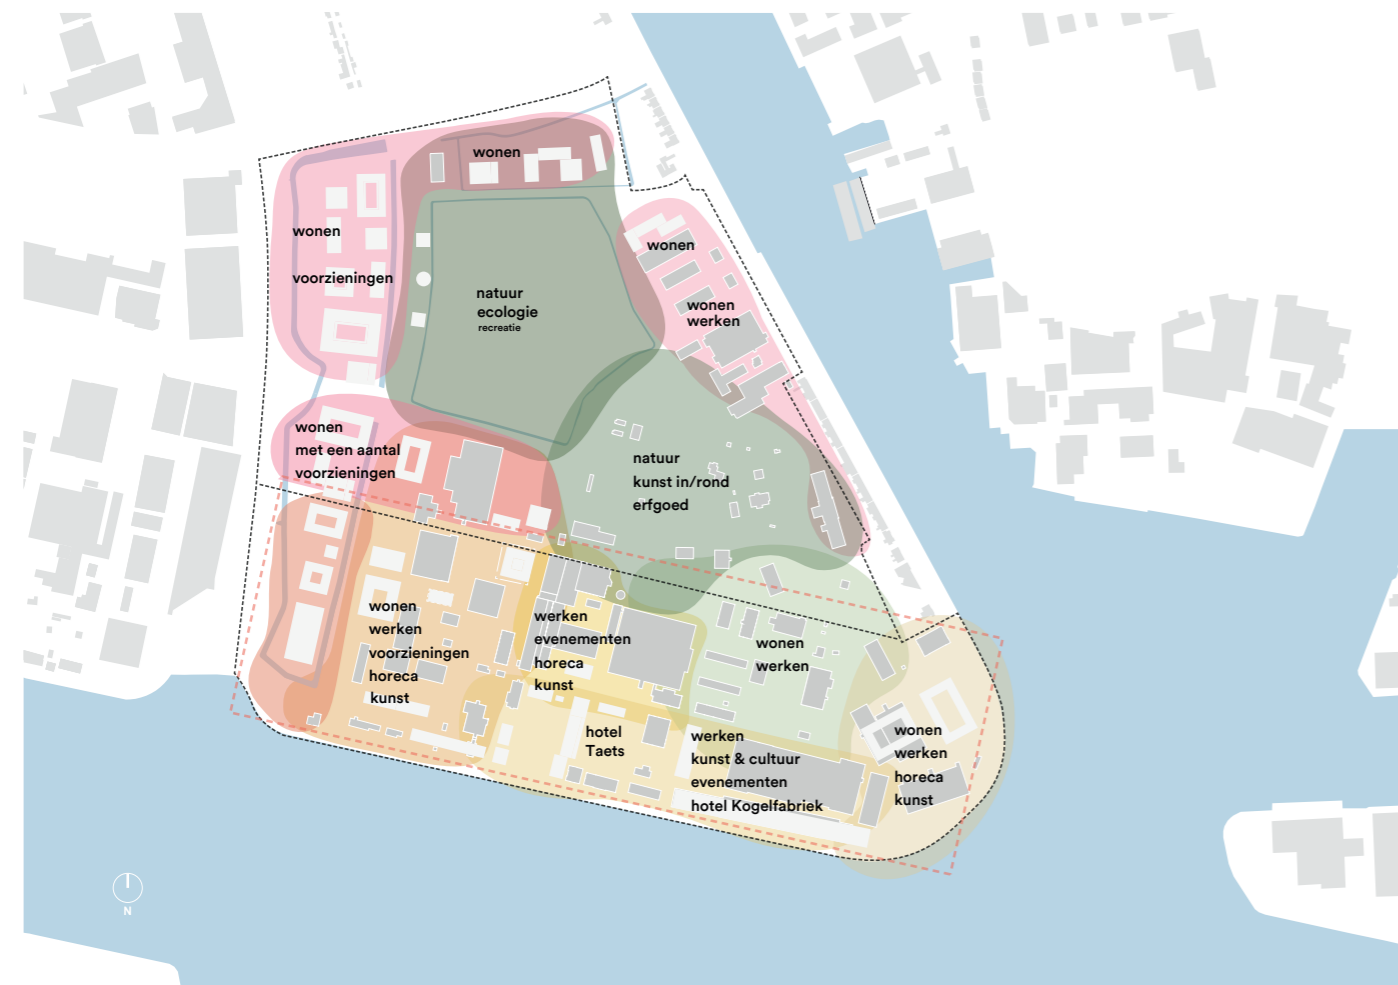 wonen
wonen
voorzieningen
wonen
natuur
ecologie
recreatie
wonen
werken
wonen
met een aantal
voorzieningen
natuur
kunst in/rond
erfgoed
wonen
werken
voorzieningen
horeca
kunst
werken
evenementen
horeca
kunst
wonen
werken
hotel
Taets
werken
kunst & cultuur
evenementen
hotel Kogelfabriek
wonen
werken
horeca
kunst
N